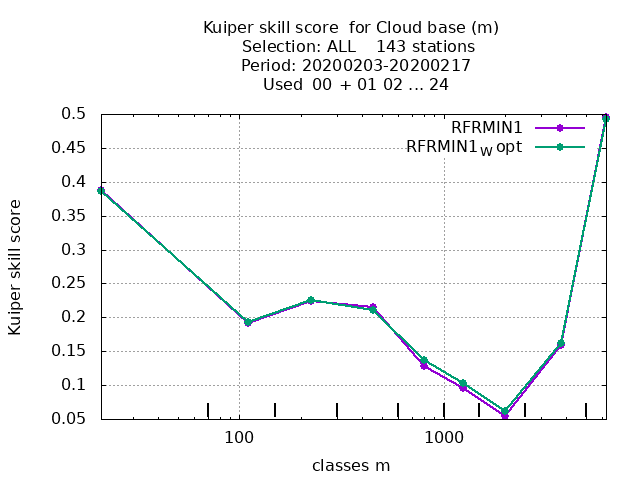 Kuiper skill score  for Cloud base (m)
Selection: ALL    143 stations
Period: 20200203-20200217
Used  00 + 01 02 ... 24
RFRMIN1
RFRMIN1W opt
0.5
0.45
0.4
0.35
0.3
0.25
0.2
0.15
0.1
0.05
Kuiper skill score
100
1000
classes m